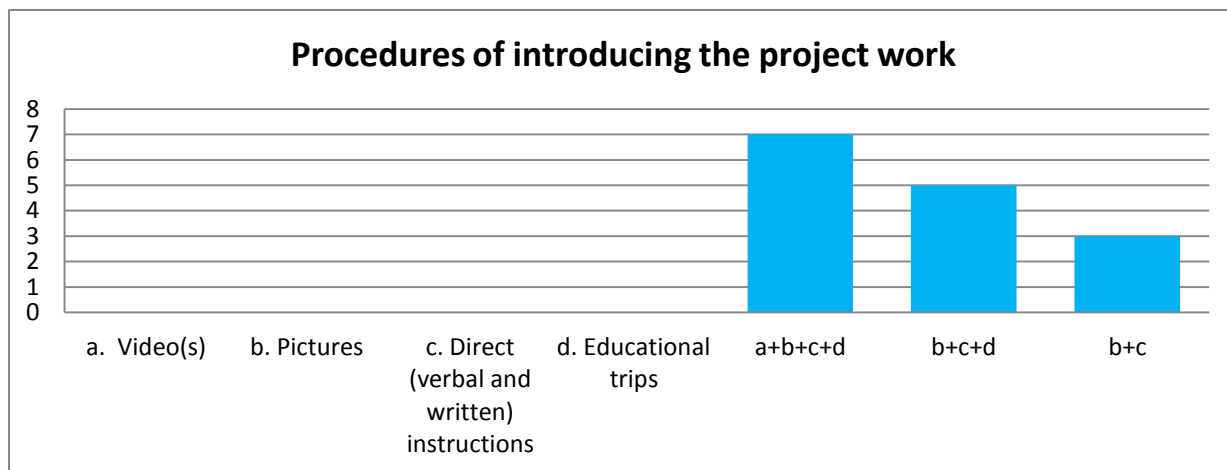 Procedures of introducing the project work
8
7
6
5
4
3
2
1
0
a. Video(s)
b. Pictures
c. Direct
(verbal and
written)
instructions
d. Educational
trips
a+b+c+d
b+c+d
b+c